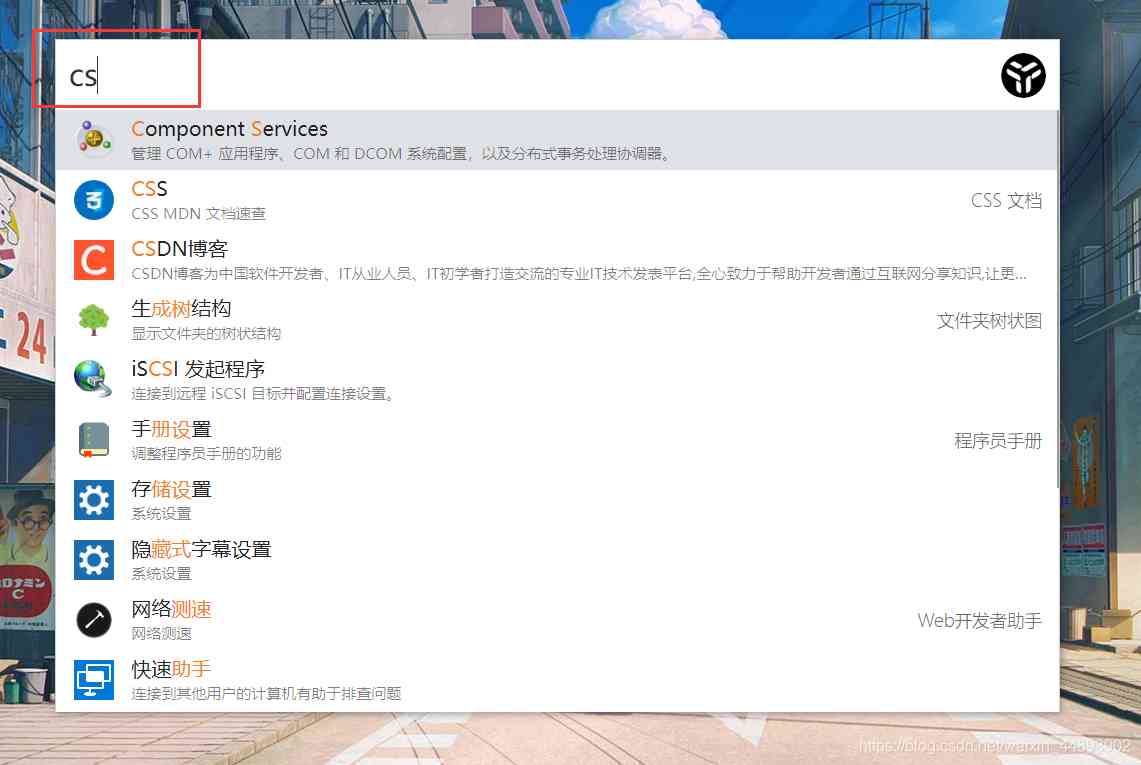 cs
Component Services
管理 COM+ 应用程序、COM 和 DCOM 系统配置，以及分布式事务处理协调器。
CSS
CSS MDN 文档速查
CSS 文档
CSDN博客
CSDN博客为中国软件开发者、IT从业人员、IT初学者打造交流的专业IT技术发表平台,全心致力于帮助开发者通过互联网分享知识,让更...
生成树结构
显示文件夹的树状结构
文件夹树状图
iSCSI 发起程序
连接到远程 iSCSI 目标并配置连接设置。
手册设置
调整程序员手册的功能
程序员手册
存储设置
系统设置
隐藏式字幕设置
系统设置
网络测速
网络测速
Web开发者助手
快速助手
连接到其他用户的计算机有助于排查问题
24
ロナミン
C
https://blog.csdn.net/weixin_44893902